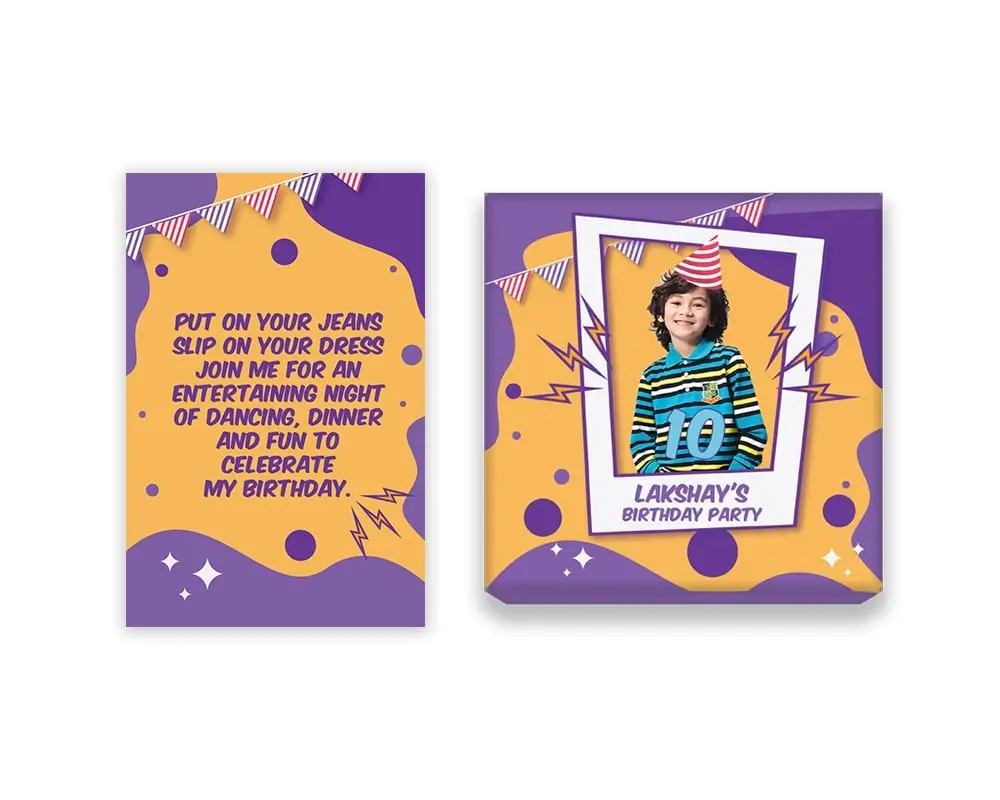 PUT ON YOUR JEANS
SLIP ON YOUR DRESS
JOIN ME FOR AN
ENTERTAINING NIGHT
OF DANCING, DINNER
AND FUN TO
CELEBRATE
MY BIRTHDAY.
10
LAKSHAY'S
BIRTHDAY PARTY